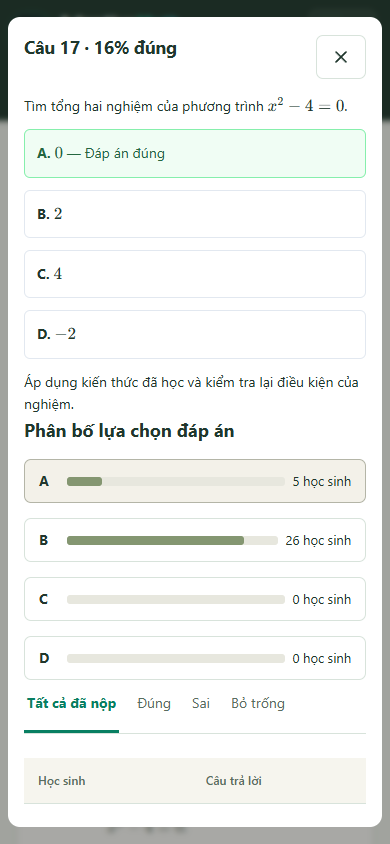 Câu 17 · 16% đúng
Tìm tổng hai nghiệm của phương trình x² − 4 = 0.
A. 0 — Đáp án đúng
B. 2
C. 4
D. −2
Áp dụng kiến thức đã học và kiểm tra lại điều kiện của
nghiệm.
Phân bố lựa chọn đáp án
A 5 học sinh
B 26 học sinh
C 0 học sinh
D 0 học sinh
Tất cả đã nộp Đúng Sai Bỏ trống
Học sinh Câu trả lời